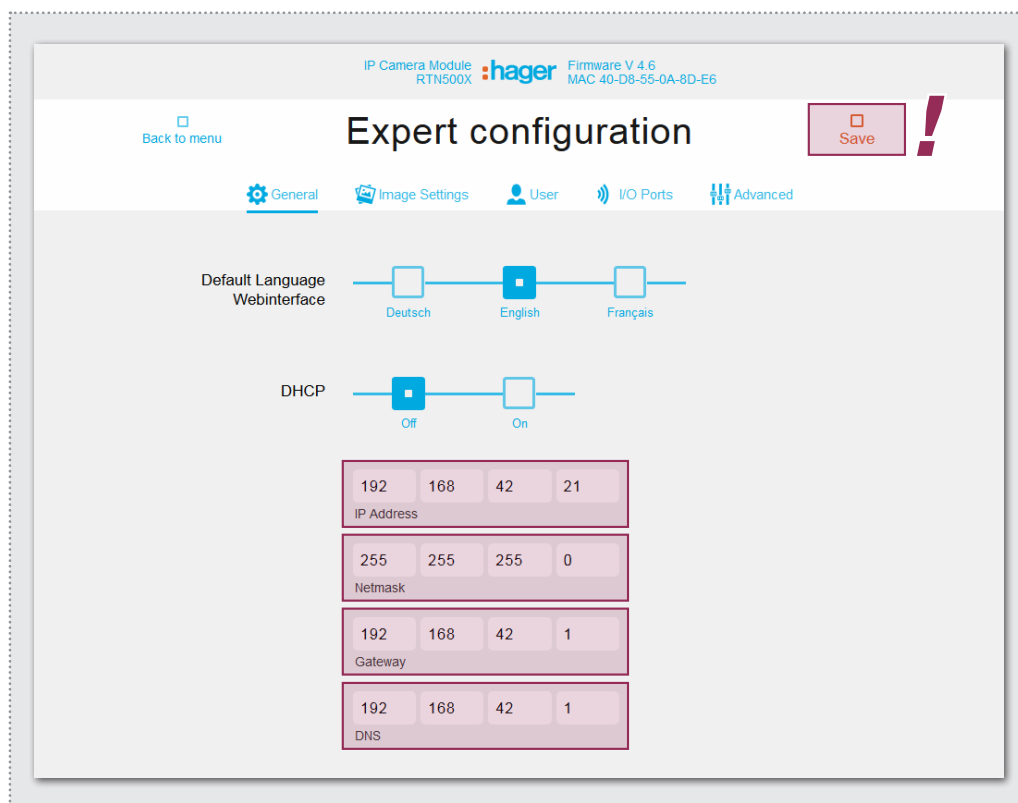 IP Camera Module
RTN500X
:hager
Firmware V 4.6
MAC 40-D8-55-0A-8D-E6
Back to menu
Expert configuration
Save
!
General Image Settings User I/O Ports Advanced
Default Language
Webinterface
Deutsch English Français
DHCP
Off On
192 168 42 21
IP Address
255 255 255 0
Netmask
192 168 42 1
Gateway
192 168 42 1
DNS